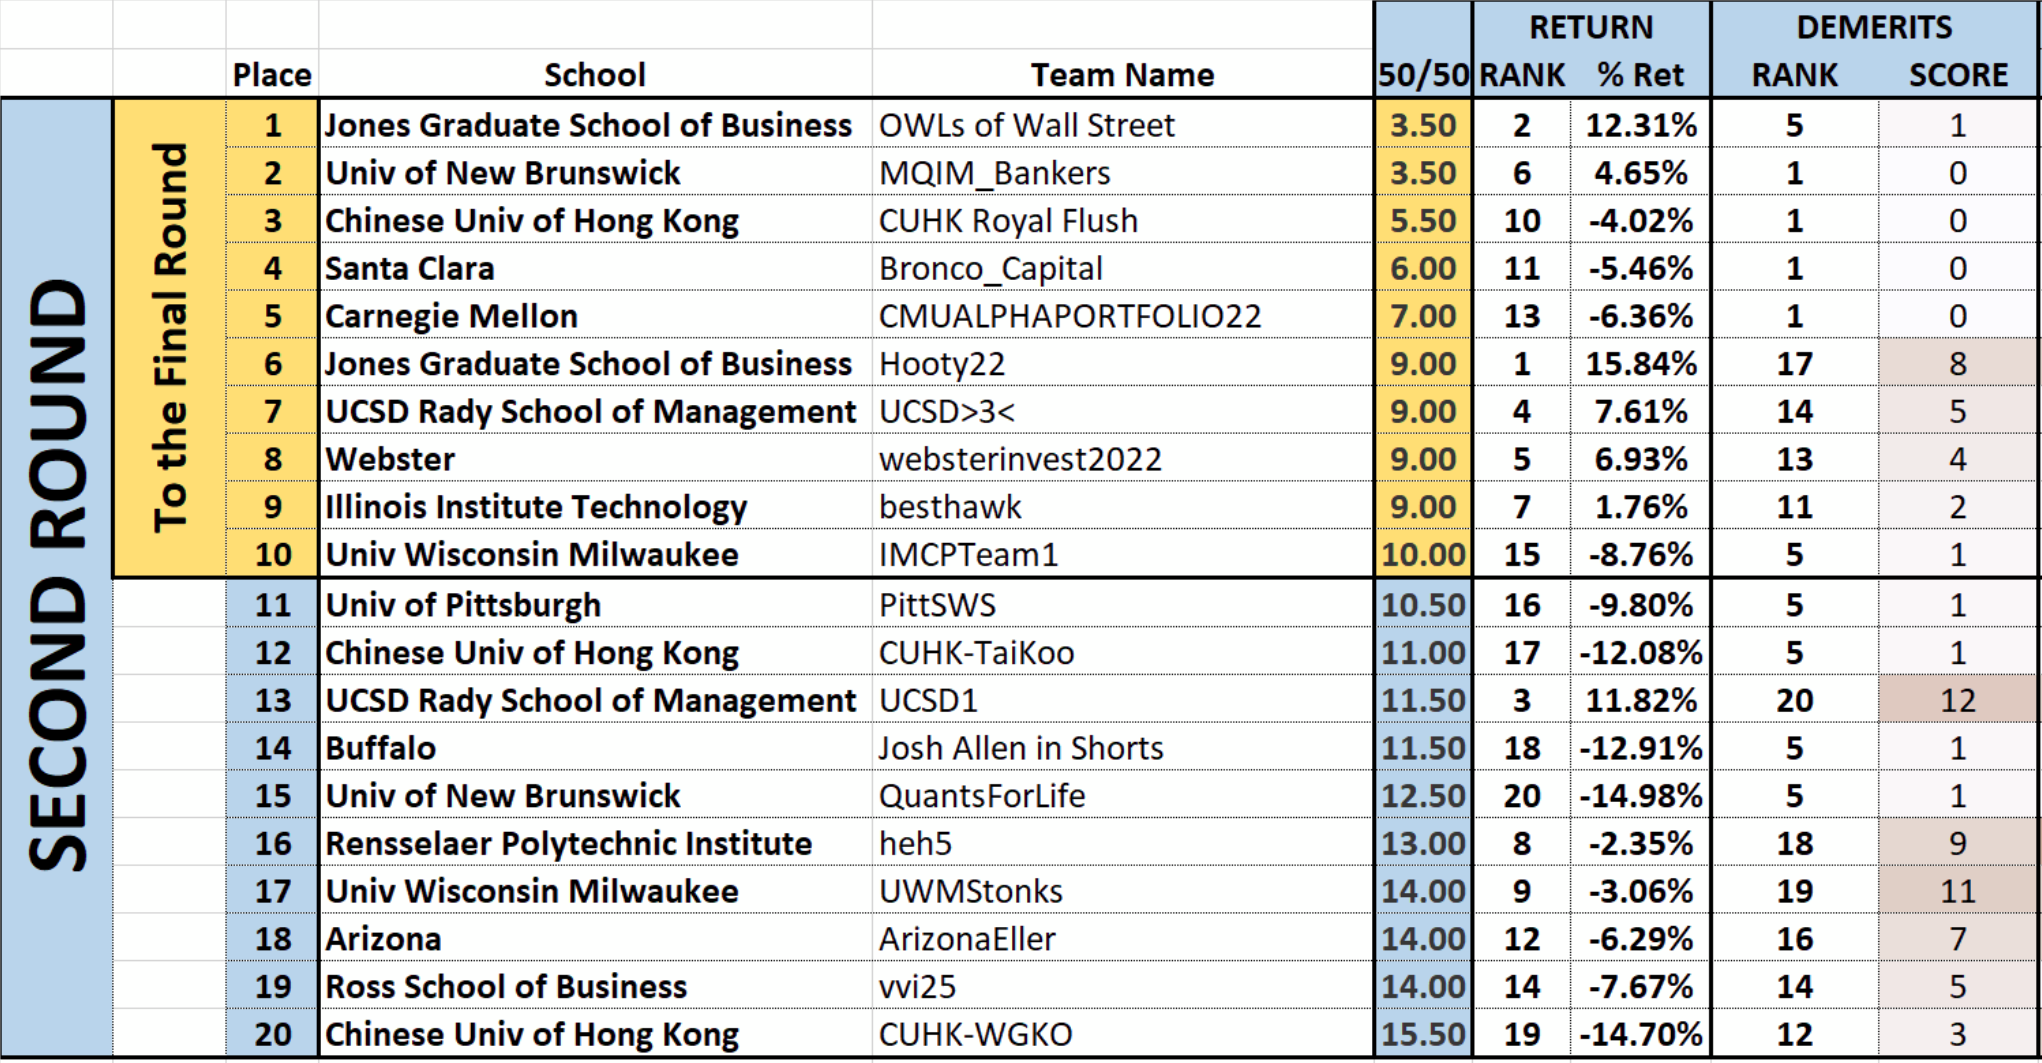 RETURN DEMERITS
Place School Team Name 50/50 RANK % Ret RANK SCORE
SECOND ROUND
To the Final Round
1 Jones Graduate School of Business OWLs of Wall Street 3.50 2 12.31% 5 1
2 Univ of New Brunswick MQIM_Bankers 3.50 6 4.65% 1 0
3 Chinese Univ of Hong Kong CUHK Royal Flush 5.50 10 -4.02% 1 0
4 Santa Clara Bronco_Capital 6.00 11 -5.46% 1 0
5 Carnegie Mellon CMUALPHAPORTFOLIO22 7.00 13 -6.36% 1 0
6 Jones Graduate School of Business Hooty22 9.00 1 15.84% 17 8
7 UCSD Rady School of Management UCSD>3< 9.00 4 7.61% 14 5
8 Webster websterinvest2022 9.00 5 6.93% 13 4
9 Illinois Institute Technology besthawk 9.00 7 1.76% 11 2
10 Univ Wisconsin Milwaukee IMCPTeam1 10.00 15 -8.76% 5 1
11 Univ of Pittsburgh PittSWS 10.50 16 -9.80% 5 1
12 Chinese Univ of Hong Kong CUHK-TaiKoo 11.00 17 -12.08% 5 1
13 UCSD Rady School of Management UCSD1 11.50 3 11.82% 20 12
14 Buffalo Josh Allen in Shorts 11.50 18 -12.91% 5 1
15 Univ of New Brunswick QuantsForLife 12.50 20 -14.98% 5 1
16 Rensselaer Polytechnic Institute heh5 13.00 8 -2.35% 18 9
17 Univ Wisconsin Milwaukee UWMStonks 14.00 9 -3.06% 19 11
18 Arizona ArizonaEller 14.00 12 -6.29% 16 7
19 Ross School of Business vvi25 14.00 14 -7.67% 14 5
20 Chinese Univ of Hong Kong CUHK-WGKO 15.50 19 -14.70% 12 3